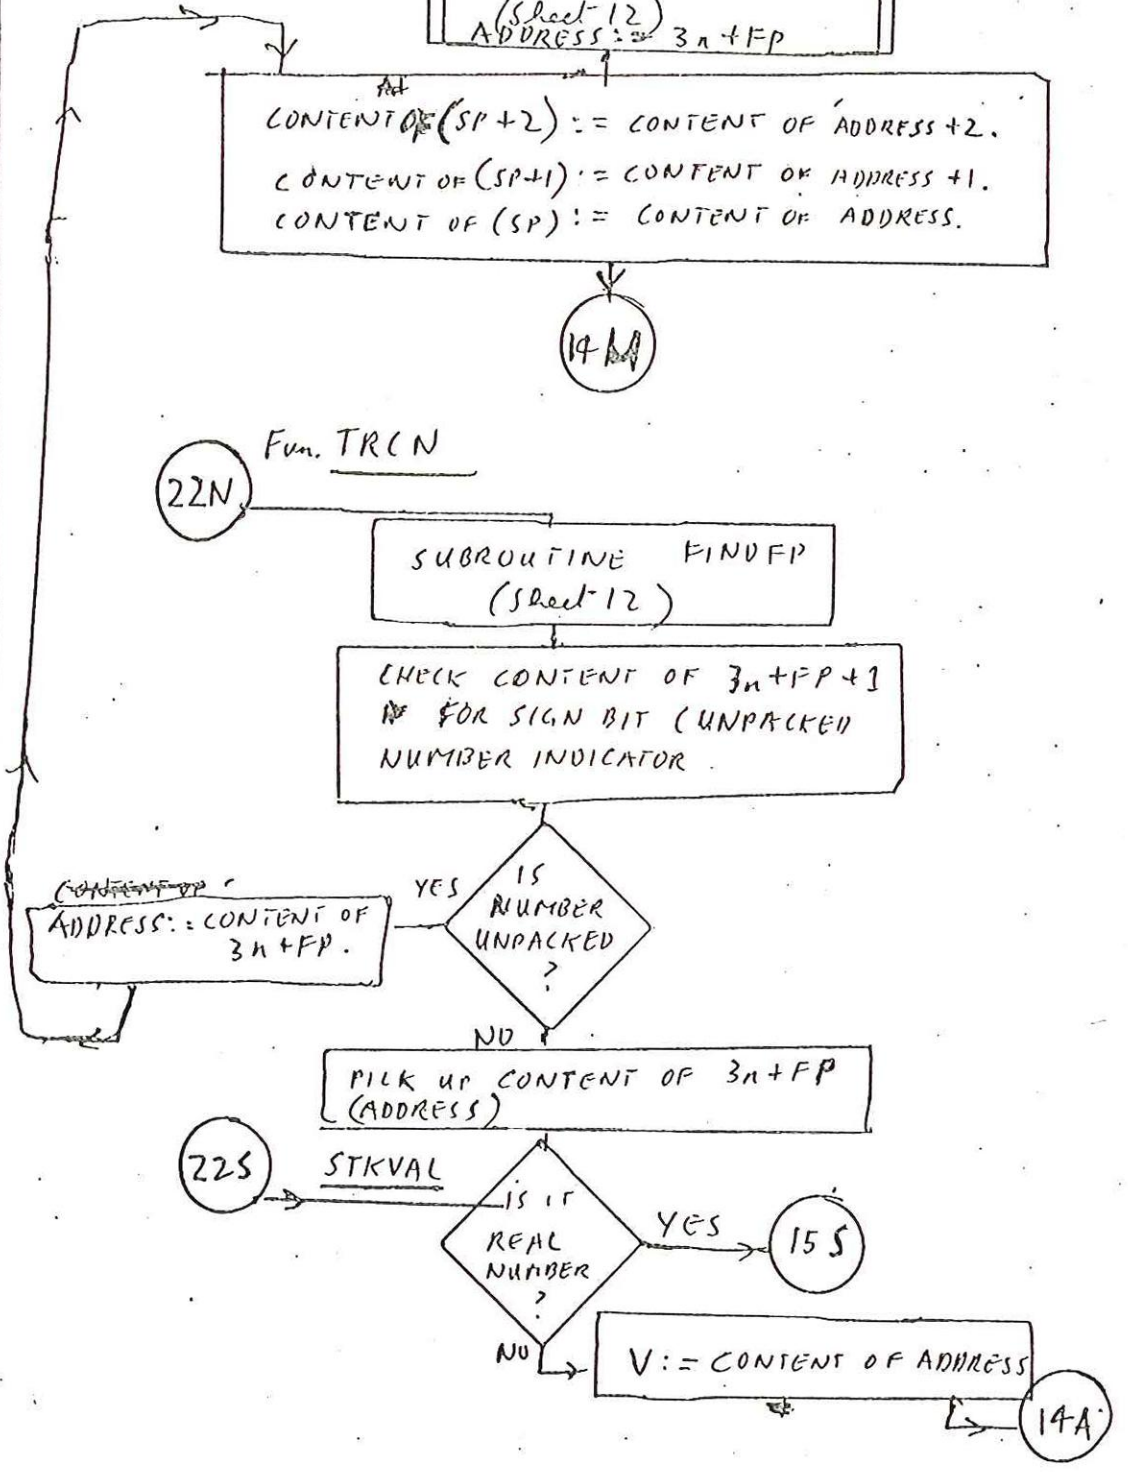 (Sheet 12)
ADDRESS := 3n + FP
CONTENT OF (SP+2) := CONTENT OF ADDRESS +2.
CONTENT OF (SP+1) := CONTENT OF ADDRESS +1.
CONTENT OF (SP) := CONTENT OF ADDRESS.
14
22N
Fun. TRCN
SUBROUTINE FINDFP
(Sheet 12)
CHECK CONTENT OF 3n+FP+1
FOR SIGN BIT (UNPACKED
NUMBER INDICATOR.
IS
NUMBER
UNPACKED
?
YES
ADDRESS := CONTENT OF
3n + FP.
NO
PICK UP CONTENT OF 3n+FP
(ADDRESS)
22S
STKVAL
IS IT
REAL
NUMBER
?
YES
15S
NO
V := CONTENT OF ADDRESS
14A